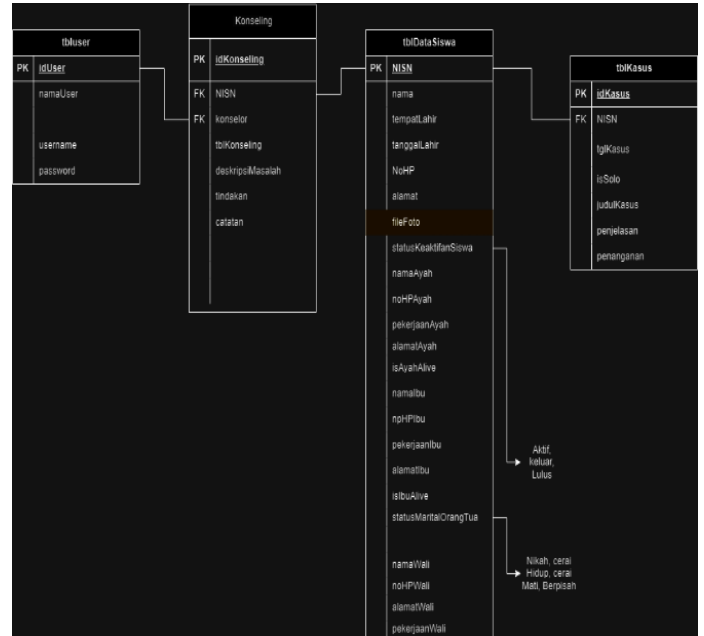 tbluser
PK idUser
namaUser
username
password
Konseling
PK idKonseling
FK NISN
FK konselor
tblKonseling
deskripsiMasalah
tindakan
catatan
tblDataSiswa
PK NISN
nama
tempatLahir
tanggalLahir
NoHP
alamat
fileFoto
statusKeaktifanSiswa
namaAyah
noHPAyah
pekerjaanAyah
alamatAyah
isAyahAlive
namaIbu
npHPIbu
pekerjaanIbu
alamatIbu
isIbuAlive
statusMaritalOrangTua
namaWali
noHPWali
alamatWali
pekerjaanWali
tblKasus
PK idKasus
FK NISN
tglKasus
isSolo
judulKasus
penjelasan
penanganan
Aktif,
keluar,
Lulus
Nikah, cerai
Hidup, cerai
Mati, Berpisah